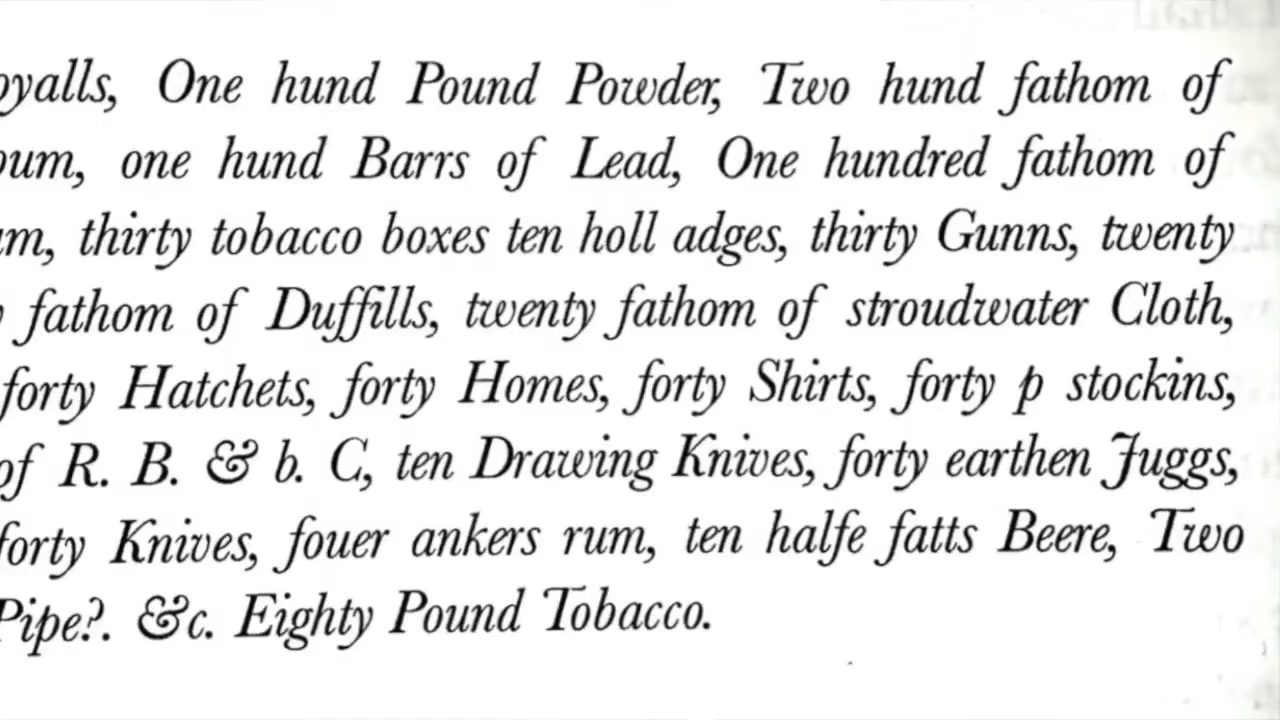 oyalls, One hund Pound Powder, Two hund fathom of
oum, one hund Barrs of Lead, One hundred fathom of
am, thirty tobacco boxes ten holl adges, thirty Gunns, twenty
fathom of Duffills, twenty fathom of stroudwater Cloth,
forty Hatchets, forty Homes, forty Shirts, forty p stockins,
of R. B. & b. C, ten Drawing Knives, forty earthen Juggs,
forty Knives, fouer ankers rum, ten halfe fatts Beere, Two
Pipe?. &c. Eighty Pound Tobacco.